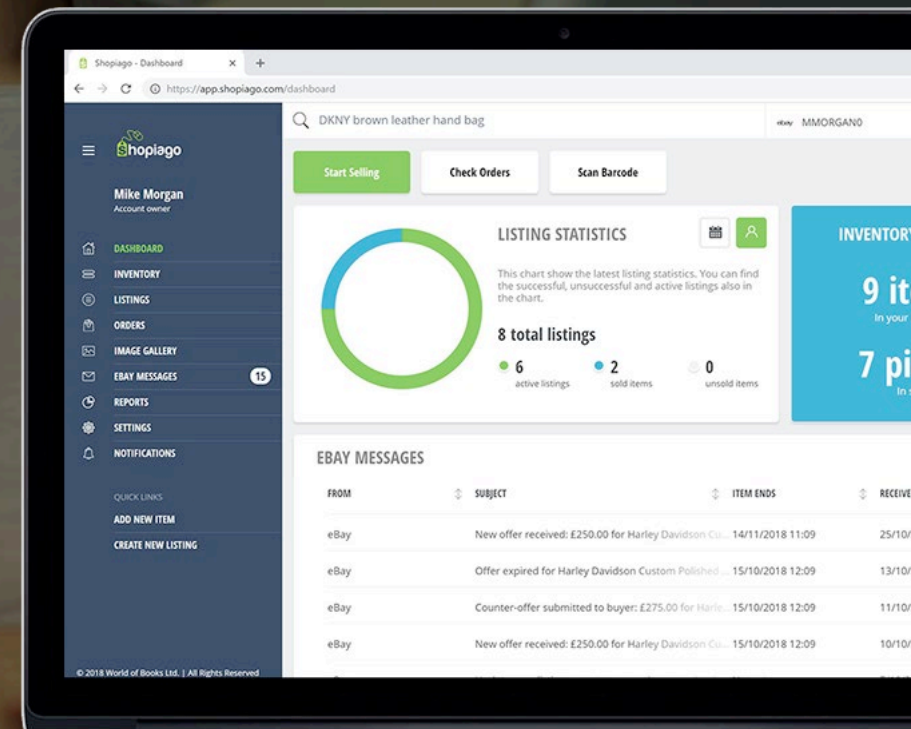 Shopiago - Dashboard
https://app.shopiago.com/dashboard
DKNY brown leather hand bag
ebay MMORGAN0
Shopiago
Mike Morgan
Account owner
DASHBOARD
INVENTORY
LISTINGS
ORDERS
IMAGE GALLERY
EBAY MESSAGES 15
REPORTS
SETTINGS
NOTIFICATIONS
QUICK LINKS
ADD NEW ITEM
CREATE NEW LISTING
© 2018 World of Books Ltd. | All Rights Reserved
Start Selling Check Orders Scan Barcode
LISTING STATISTICS
This chart show the latest listing statistics. You can find
the successful, unsuccessful and active listings also in
the chart.
8 total listings
6 2 0
active listings sold items unsold items
INVENTORY
9 it
In your
7 pi
In s
EBAY MESSAGES
FROM SUBJECT ITEM ENDS RECEIVE
eBay New offer received: £250.00 for Harley Davidson Cu... 14/11/2018 11:09 25/10/
eBay Offer expired for Harley Davidson Custom Polished ... 15/10/2018 12:09 13/10/
eBay Counter-offer submitted to buyer: £275.00 for Harle... 15/10/2018 12:09 11/10/
eBay New offer received: £250.00 for Harley Davidson Cu... 15/10/2018 12:09 10/10/